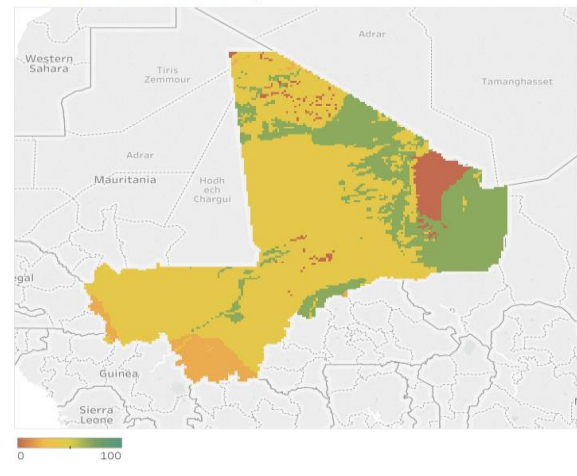 Adrar
Western
Sahara
Tiris
Zemmour
Tamanghasset
Adrar
Mauritania
Hodh
ech
Chargui
egal
Guinea
Sierra
Leone
0
100